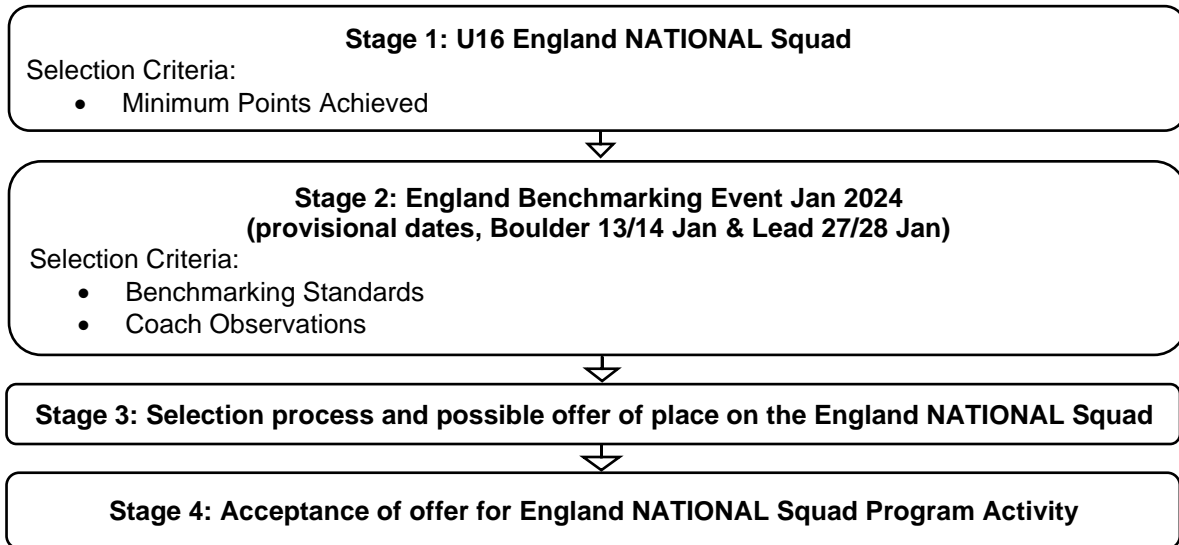 Stage 1: U16 England NATIONAL Squad
Selection Criteria:
• Minimum Points Achieved
Stage 2: England Benchmarking Event Jan 2024
(provisional dates, Boulder 13/14 Jan & Lead 27/28 Jan)
Selection Criteria:
• Benchmarking Standards
• Coach Observations
Stage 3: Selection process and possible offer of place on the England NATIONAL Squad
Stage 4: Acceptance of offer for England NATIONAL Squad Program Activity